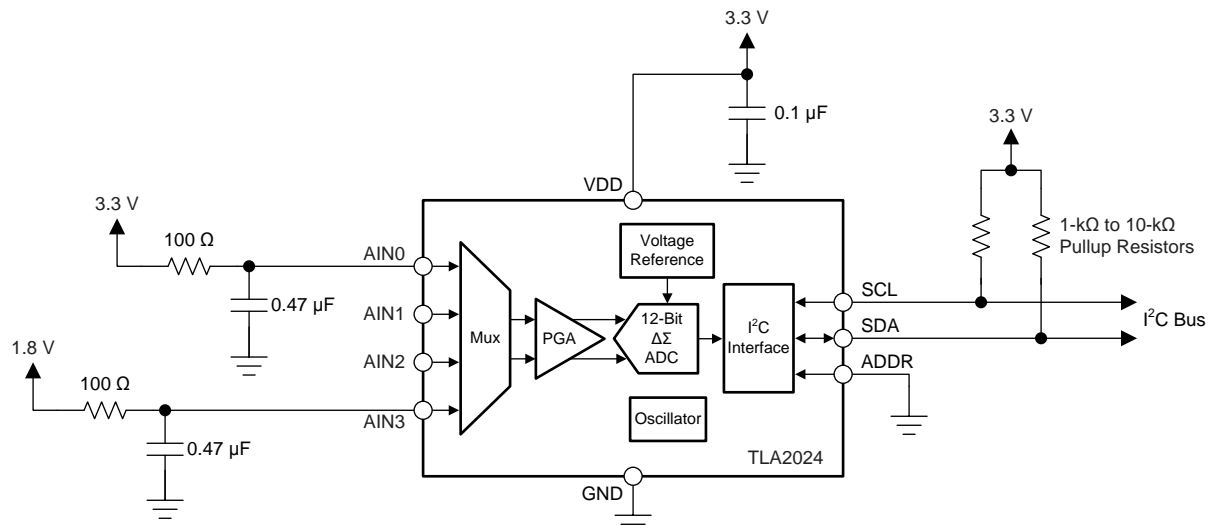 3.3 V
0.1 µF
3.3 V
VDD
1-kΩ to 10-kΩ
Pullup Resistors
3.3 V
100 Ω
0.47 µF
AIN0
AIN1
AIN2
AIN3
1.8 V
100 Ω
0.47 µF
Mux
PGA
Voltage
Reference
12-Bit
ΔΣ
ADC
I²C
Interface
Oscillator
TLA2024
SCL
SDA
ADDR
I²C Bus
GND